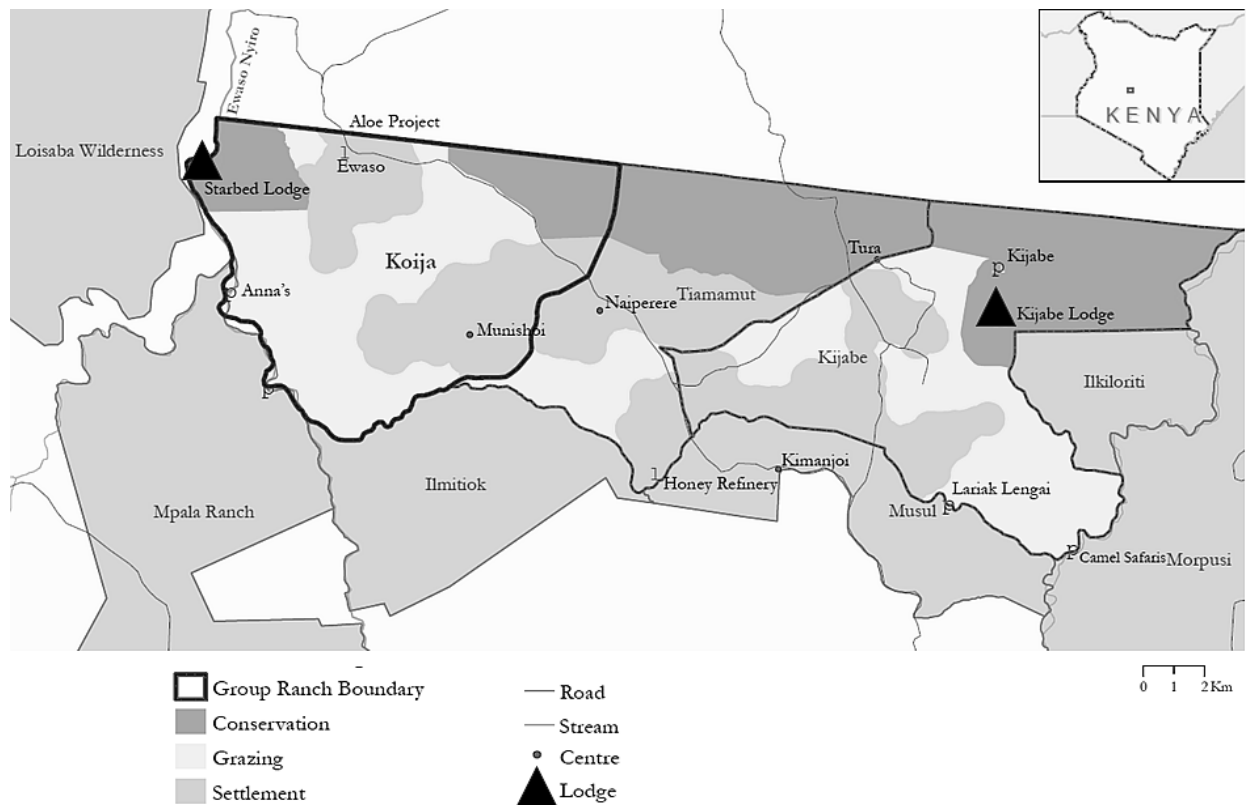 KENYA
Ewaso Nyiro
Aloe Project
Loisaba Wilderness
l
Ewaso
Starbed Lodge
Tura
Kijabe
p
Koija
Anna's
Tiamamut
Naiperere
Kijabe Lodge
Munishoi
Kijabe
Ilkiloriti
p
Kimanjoi
l
Honey Refinery
Ilmitiok
Lariak Lengai
p
Musul
Mpala Ranch
p
Camel Safaris
Morpusi
Group Ranch Boundary
Conservation
Grazing
Settlement
Road
Stream
Centre
Lodge
0 1 2 Km